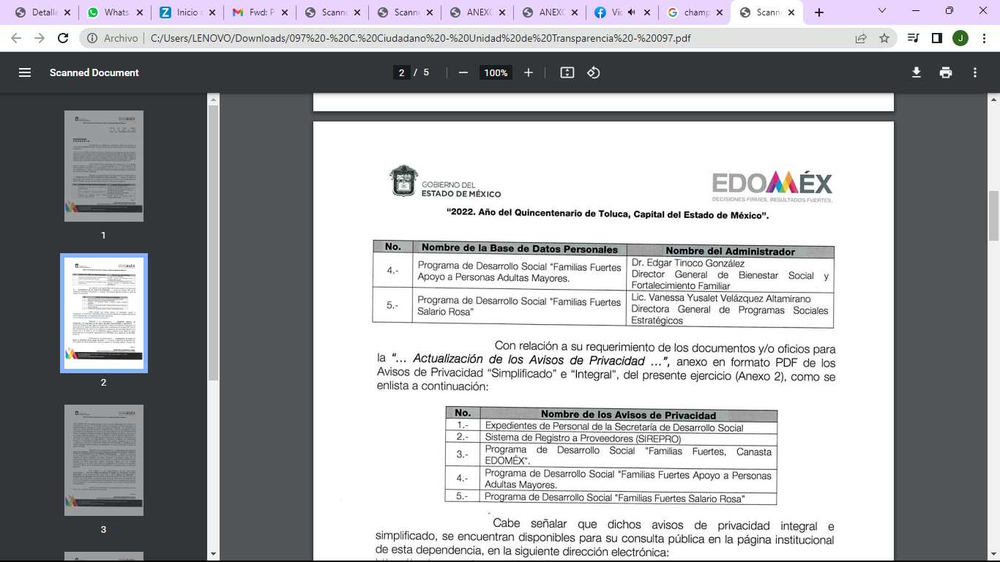 Detalle
Whats
Inicio
Fwd: P
Scanne
Scanne
ANEXO
ANEXO
Vic
champ
Scann
Archivo
C:/Users/LENOVO/Downloads/097%20-%20C.%20Ciudadano%20-%20Unidad%20de%20Transparencia%20-%20097.pdf
J
Scanned Document
2 / 5
100%
1
2
3
GOBIERNO DEL
ESTADO DE MÉXICO
EDOMÉX
DECISIONES FIRMES, RESULTADOS FUERTES.
“2022. Año del Quincentenario de Toluca, Capital del Estado de México”.
No. Nombre de la Base de Datos Personales Nombre del Administrador
4.- Programa de Desarrollo Social “Familias Fuertes Apoyo a Personas Adultas Mayores.
Dr. Edgar Tinoco González
Director General de Bienestar Social y
Fortalecimiento Familiar
5.- Programa de Desarrollo Social “Familias Fuertes Salario Rosa”
Lic. Vanessa Yusalet Velázquez Altamirano
Directora General de Programas Sociales
Estratégicos
Con relación a su requerimiento de los documentos y/o oficios para
la “... Actualización de los Avisos de Privacidad ...”, anexo en formato PDF de los
Avisos de Privacidad “Simplificado” e “Integral”, del presente ejercicio (Anexo 2), como se
enlista a continuación:
No. Nombre de los Avisos de Privacidad
1.- Expedientes de Personal de la Secretaría de Desarrollo Social
2.- Sistema de Registro a Proveedores (SIREPRO)
3.- Programa de Desarrollo Social “Familias Fuertes, Canasta
EDOMÉX”.
4.- Programa de Desarrollo Social “Familias Fuertes Apoyo a Personas
Adultas Mayores.
5.- Programa de Desarrollo Social “Familias Fuertes Salario Rosa”
Cabe señalar que dichos avisos de privacidad integral e
simplificado, se encuentran disponibles para su consulta pública en la página institucional
de esta dependencia, en la siguiente dirección electrónica: